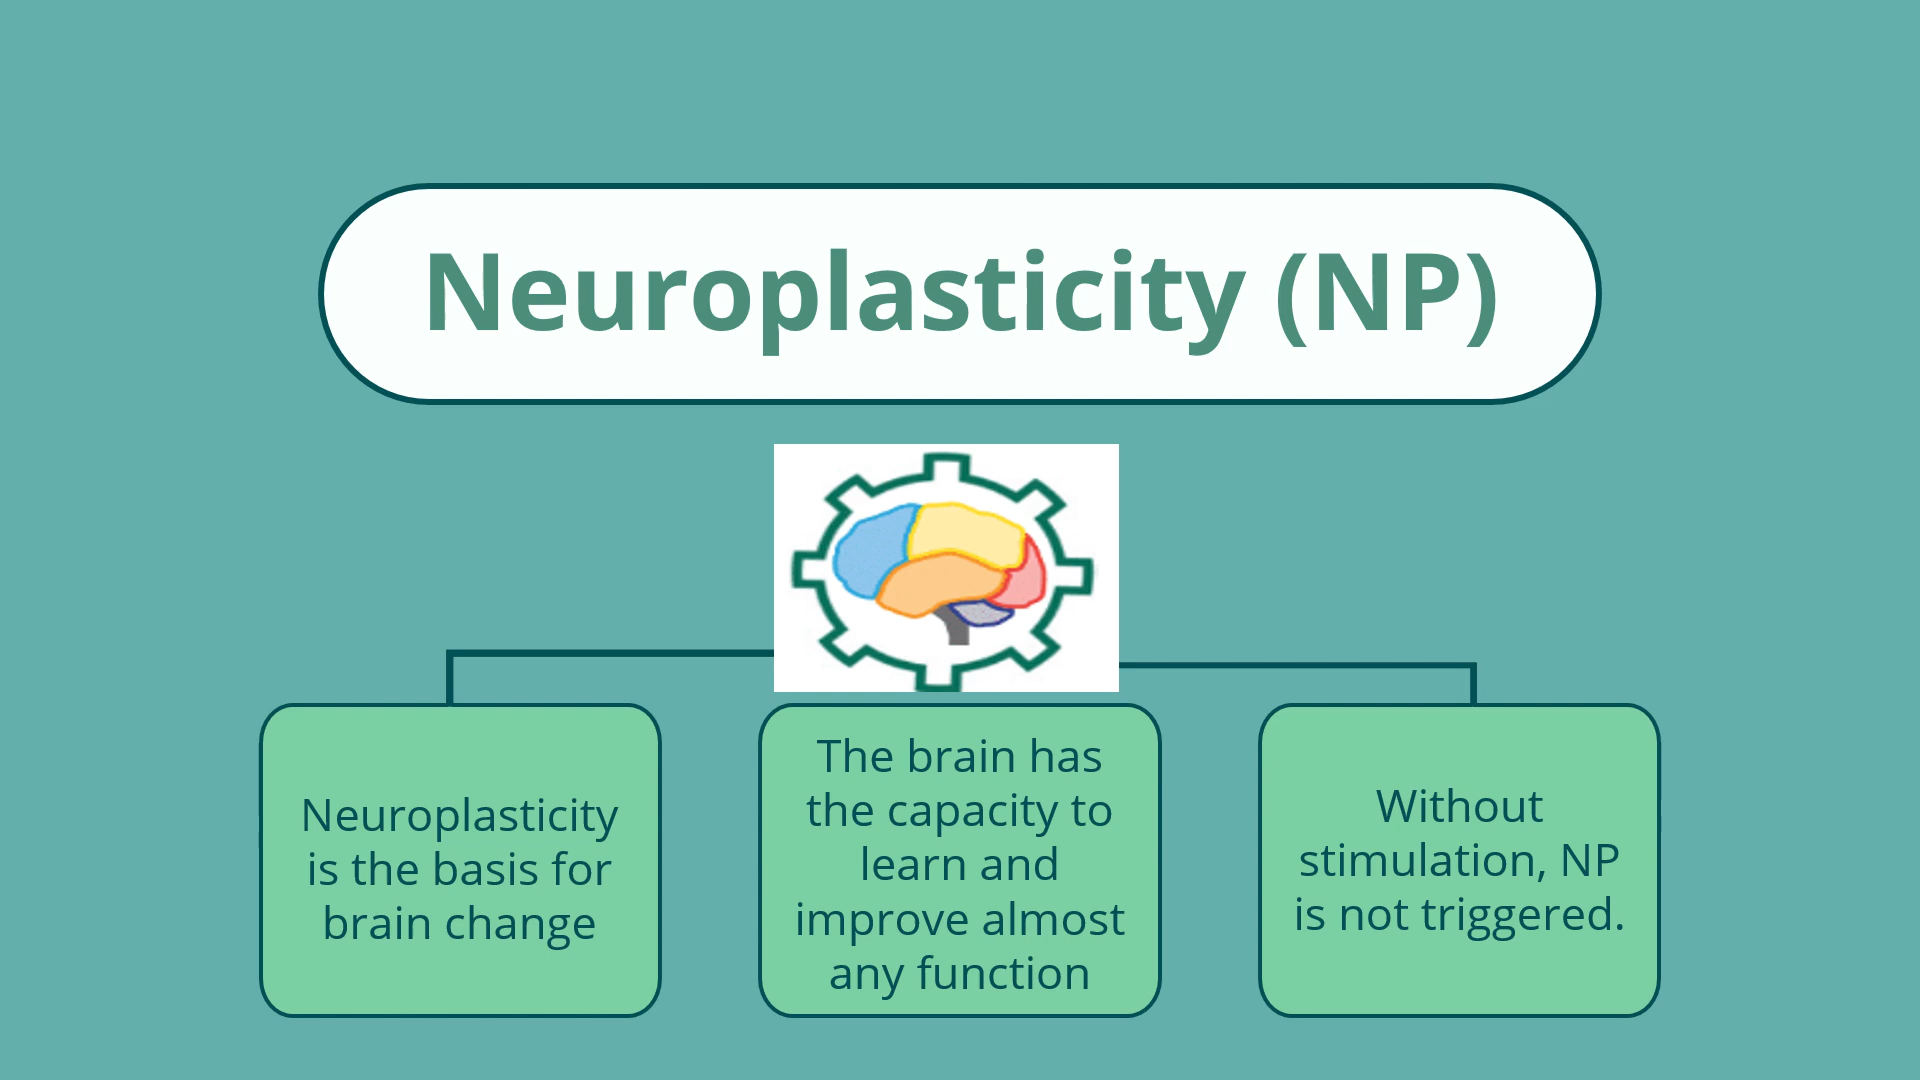 Neuroplasticity (NP)
Neuroplasticity
is the basis for
brain change
The brain has
the capacity to
learn and
improve almost
any function
Without
stimulation, NP
is not triggered.